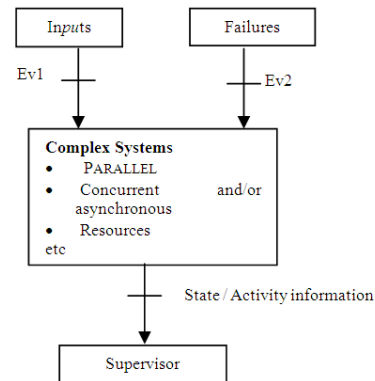 Inputs
Failures
Ev1
Ev2
Complex Systems
• PARALLEL
• Concurrent and/or
asynchronous
• Resources
etc
State / Activity information
Supervisor